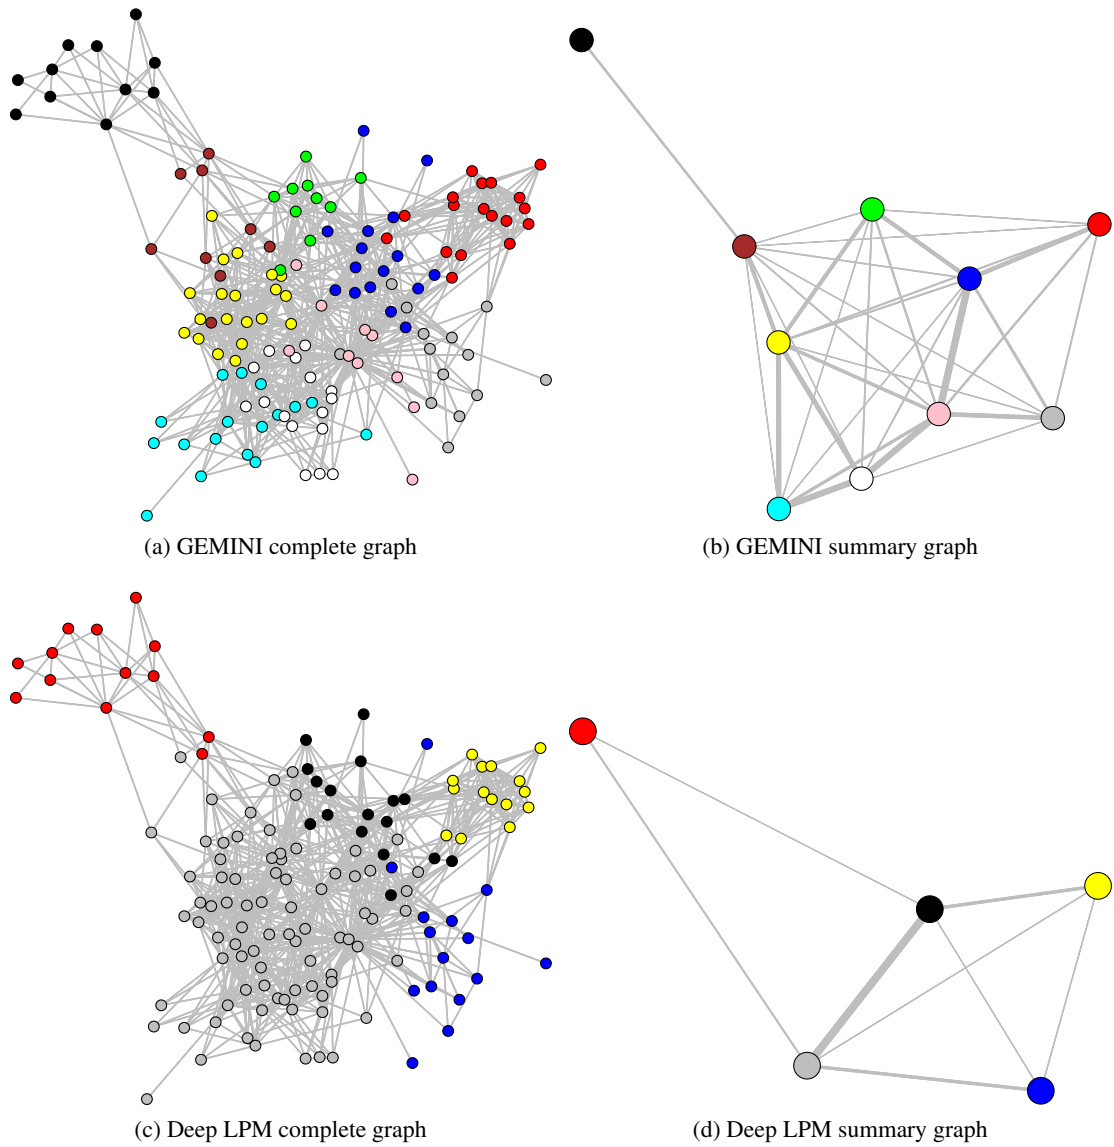 (a) GEMINI complete graph
(b) GEMINI summary graph
(c) Deep LPM complete graph
(d) Deep LPM summary graph